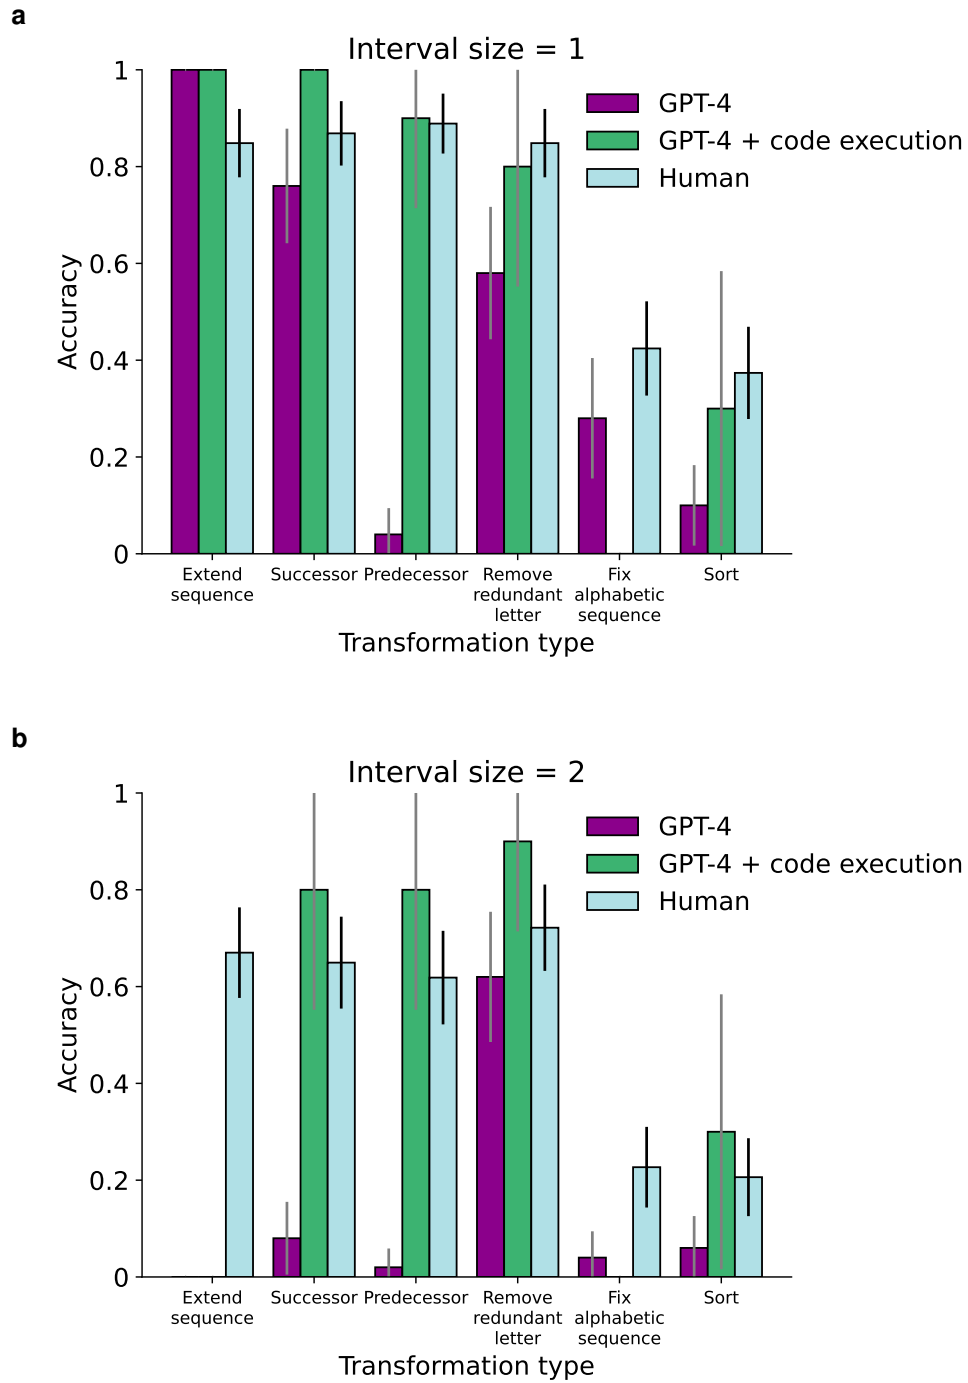 a
Interval size = 1
1
0.8
0.6
0.4
0.2
0
Accuracy
GPT-4
GPT-4 + code execution
Human
Extend
sequence
Successor
Predecessor
Remove
redundant
letter
Fix
alphabetic
sequence
Sort
Transformation type
b
Interval size = 2
1
0.8
0.6
0.4
0.2
0
Accuracy
GPT-4
GPT-4 + code execution
Human
Extend
sequence
Successor
Predecessor
Remove
redundant
letter
Fix
alphabetic
sequence
Sort
Transformation type